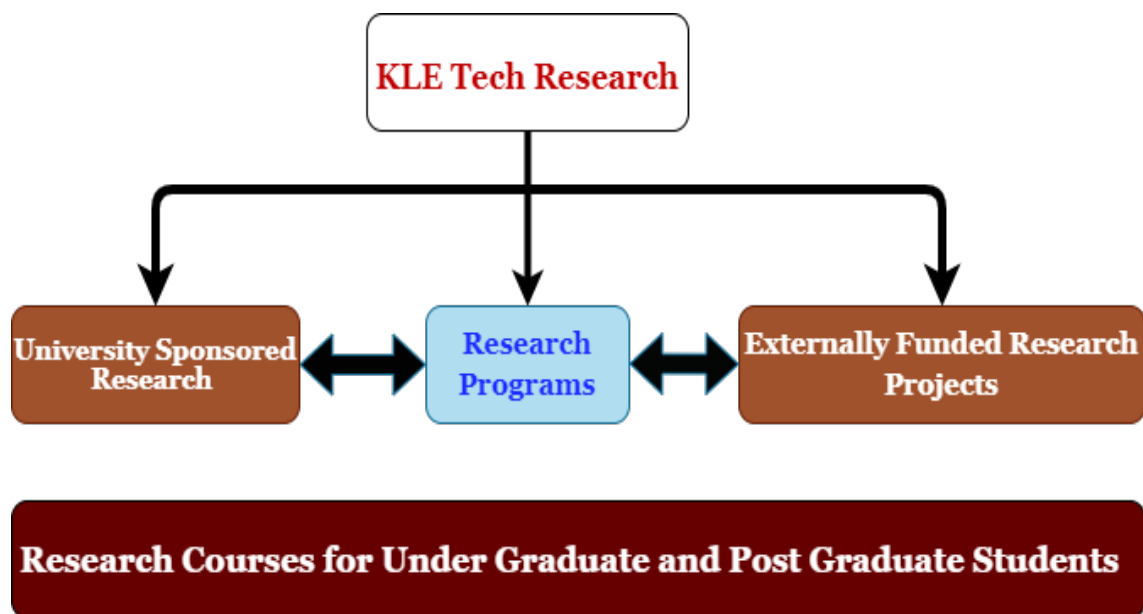 KLE Tech Research
University Sponsored
Research
Research
Programs
Externally Funded Research
Projects
Research Courses for Under Graduate and Post Graduate Students